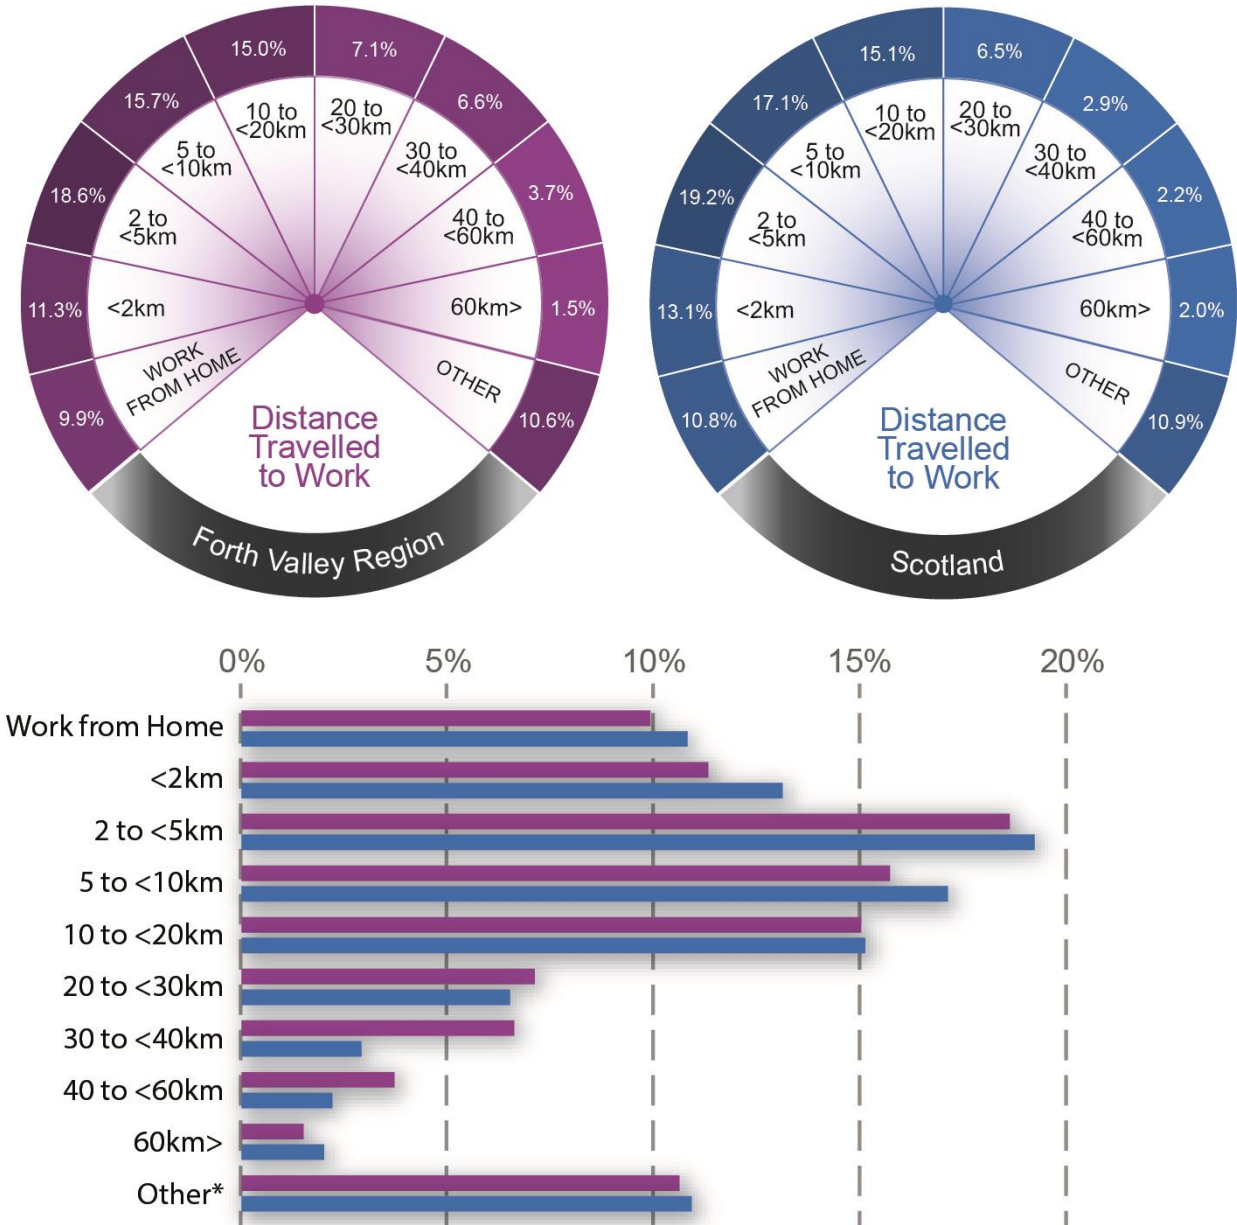 15.0%
7.1%
15.7%
6.6%
18.6%
3.7%
11.3%
1.5%
9.9%
10.6%
10 to
<20km
20 to
<30km
5 to
<10km
30 to
<40km
2 to
<5km
40 to
<60km
<2km
60km>
WORK
FROM HOME
OTHER
Distance
Travelled
to Work
Forth Valley Region
15.1%
6.5%
17.1%
2.9%
19.2%
2.2%
13.1%
2.0%
10.8%
10.9%
10 to
<20km
20 to
<30km
5 to
<10km
30 to
<40km
2 to
<5km
40 to
<60km
<2km
60km>
WORK
FROM HOME
OTHER
Distance
Travelled
to Work
Scotland
0% 5% 10% 15% 20%
Work from Home
<2km
2 to <5km
5 to <10km
10 to <20km
20 to <30km
30 to <40km
40 to <60km
60km>
Other*